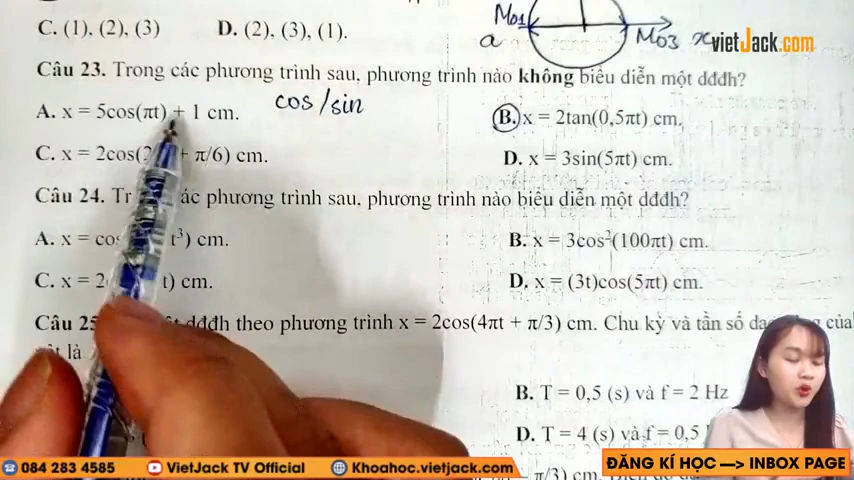 C. (1), (2), (3)    D. (2), (3), (1).
M01    M03 x
a
vietJack.com
Câu 23. Trong các phương trình sau, phương trình nào không biểu diễn một dđđh?
cos/sin
A. x = 5cos(πt) + 1 cm.    B. x = 2tan(0,5πt) cm.
C. x = 2cos(2 + π/6) cm.    D. x = 3sin(5πt) cm.
Câu 24. Tr ác phương trình sau, phương trình nào biểu diễn một dđđh?
A. x = cos t³) cm.    B. x = 3cos²(100πt) cm.
C. x = 2 t) cm.    D. x = (3t)cos(5πt) cm.
Câu 25 dđđh theo phương trình x = 2cos(4πt + π/3) cm. Chu kỳ và tần số của
là
B. T = 0,5 (s) và f = 2 Hz
D. T = 4 (s) và f = 0,5
π/3) cm.
084 283 4585    VietJack TV Official    Khoahoc.vietjack.com    ĐĂNG KÍ HỌC —> INBOX PAGE